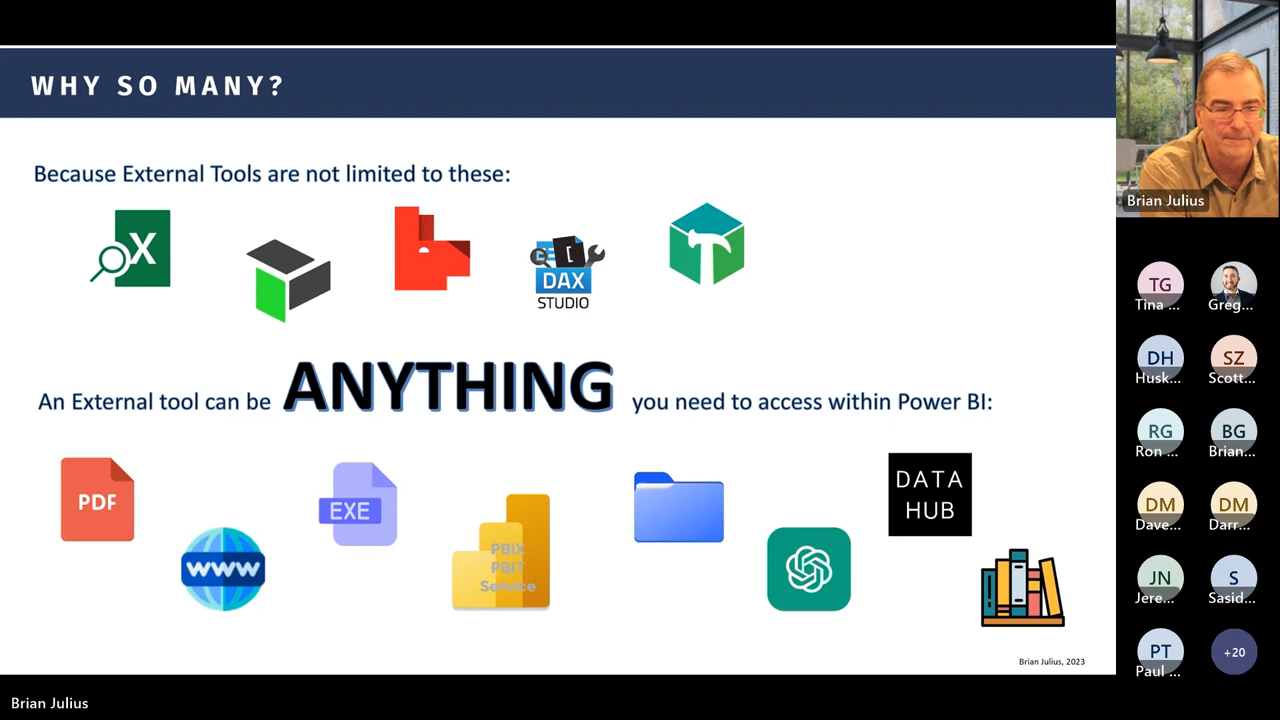 WHY SO MANY?
Because External Tools are not limited to these:
X
DAX
STUDIO
An External tool can be ANYTHING you need to access within Power BI:
PDF
EXE
WWW
PBIX
PBIT
Service
DATA
HUB
Brian Julius, 2023
Brian Julius
TG
Tina ...
Greg...
DH
Husk...
SZ
Scott...
RG
Ron ...
BG
Brian...
DM
Dave...
DM
Darr...
JN
Jere...
S
Sasid...
PT
Paul ...
+20
Brian Julius